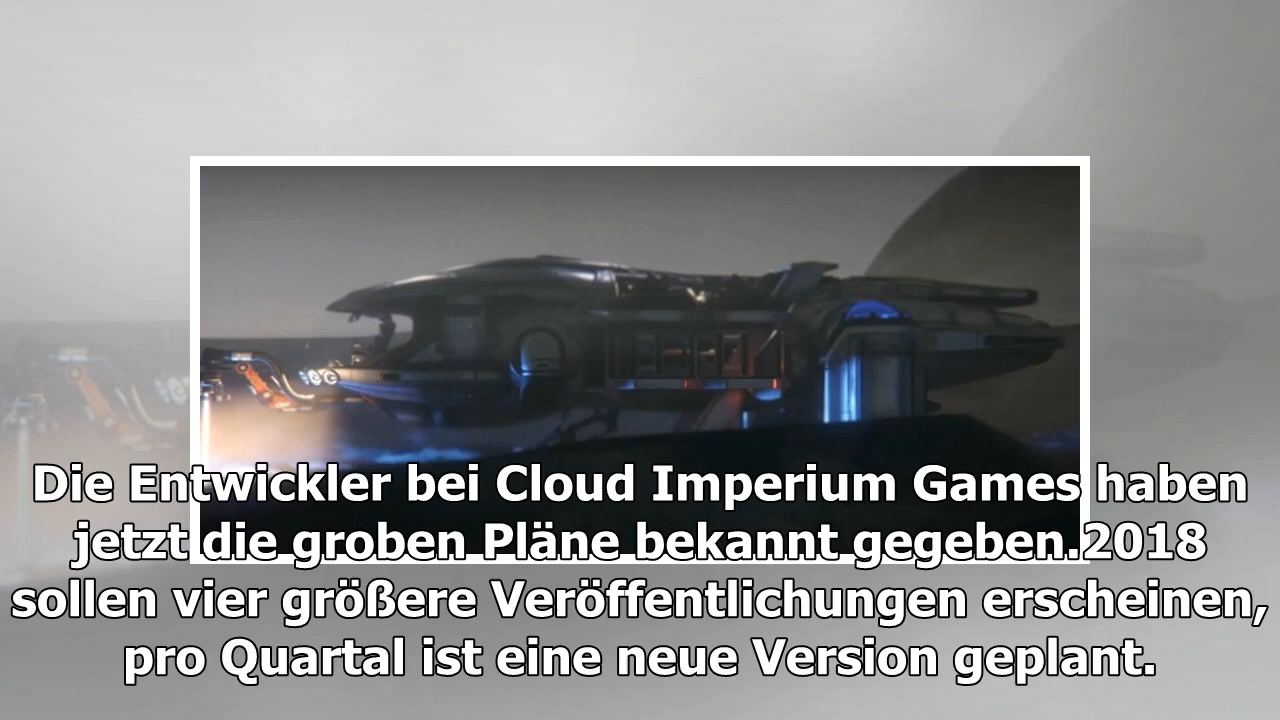 Die Entwickler bei Cloud Imperium Games haben
jetzt die groben Pläne bekannt gegeben.2018
sollen vier größere Veröffentlichungen erscheinen,
pro Quartal ist eine neue Version geplant.